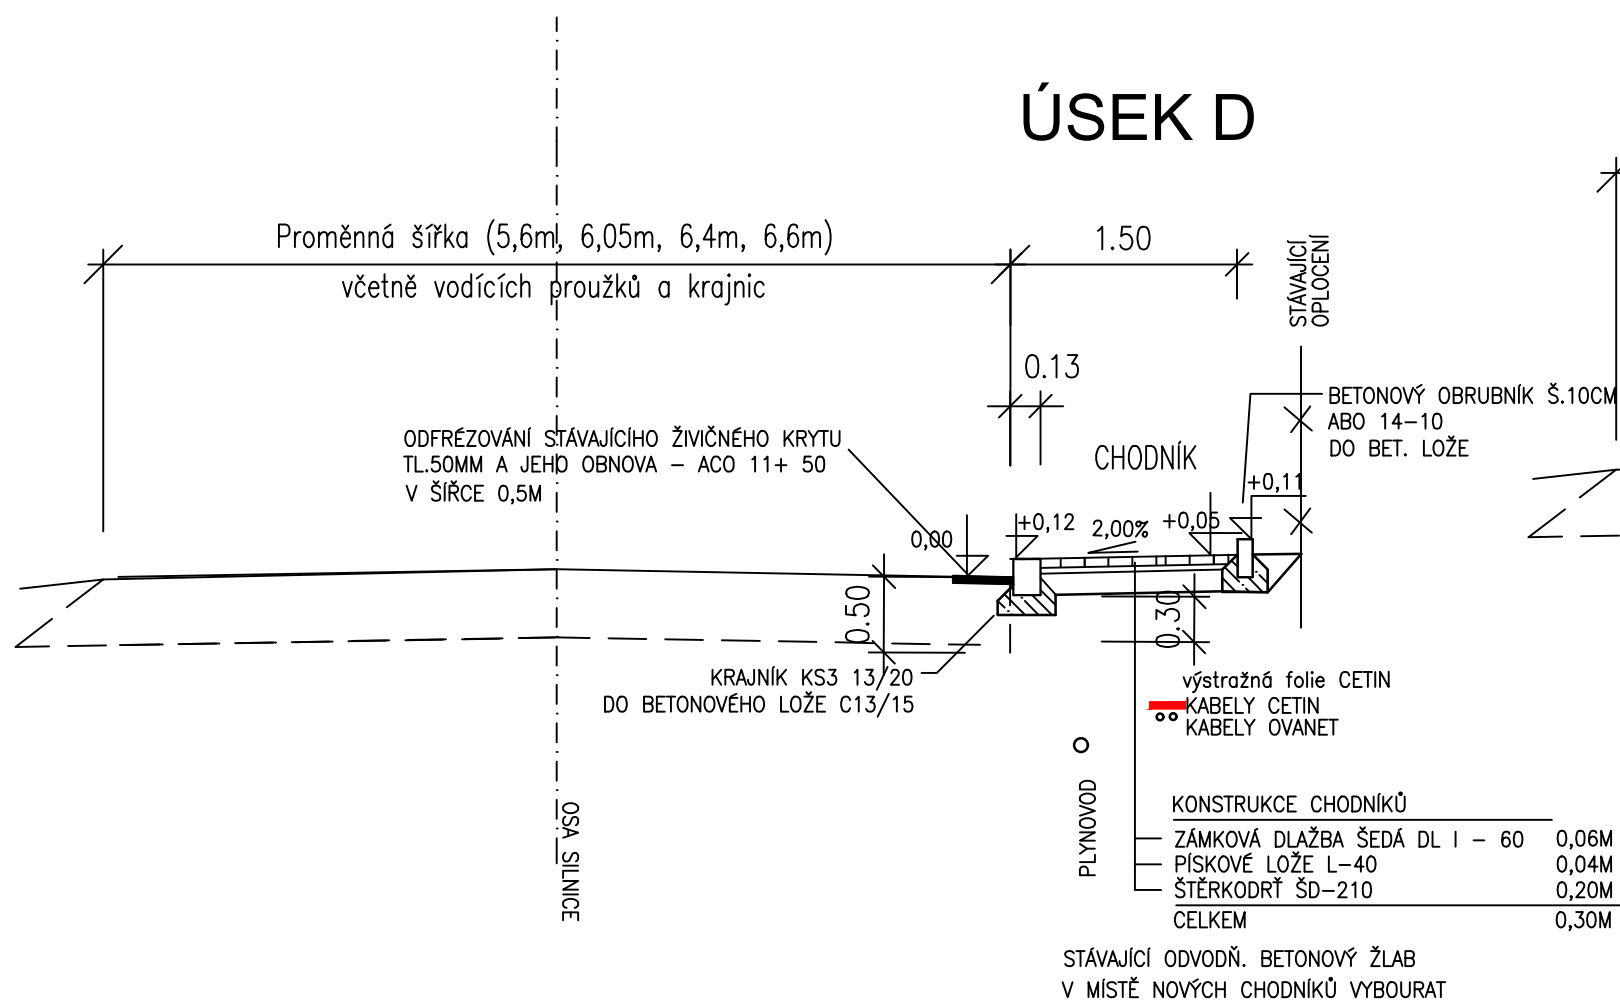 ÚSEK D
Proměnná šířka (5,6m, 6,05m, 6,4m, 6,6m)
včetně vodících proužků a krajnic
1.50
STÁVAJÍCÍ
OPLOCENÍ
0.13
BETONOVÝ OBRUBNÍK Š.10CM
ABO 14-10
DO BET. LOŽE
ODFRÉZOVÁNÍ STÁVAJÍCÍHO ŽIVIČNÉHO KRYTU
TL.50MM A JEHO OBNOVA - ACO 11+ 50
V ŠÍŘCE 0,5M
CHODNÍK
+0,11
+0,12
2,00%
+0,05
0,00
0.50
0.30
KRAJNÍK KS3 13/20
DO BETONOVÉHO LOŽE C13/15
výstražná folie CETIN
KABELY CETIN
KABELY OVANET
PLYNOVOD
OSA SILNICE
KONSTRUKCE CHODNÍKŮ
ZÁMKOVÁ DLAŽBA ŠEDÁ DL I - 60 0,06M
PÍSKOVÉ LOŽE L-40 0,04M
ŠTĚRKODRŤ ŠD-210 0,20M
CELKEM 0,30M
STÁVAJÍCÍ ODVODŇ. BETONOVÝ ŽLAB
V MÍSTĚ NOVÝCH CHODNÍKŮ VYBOURAT